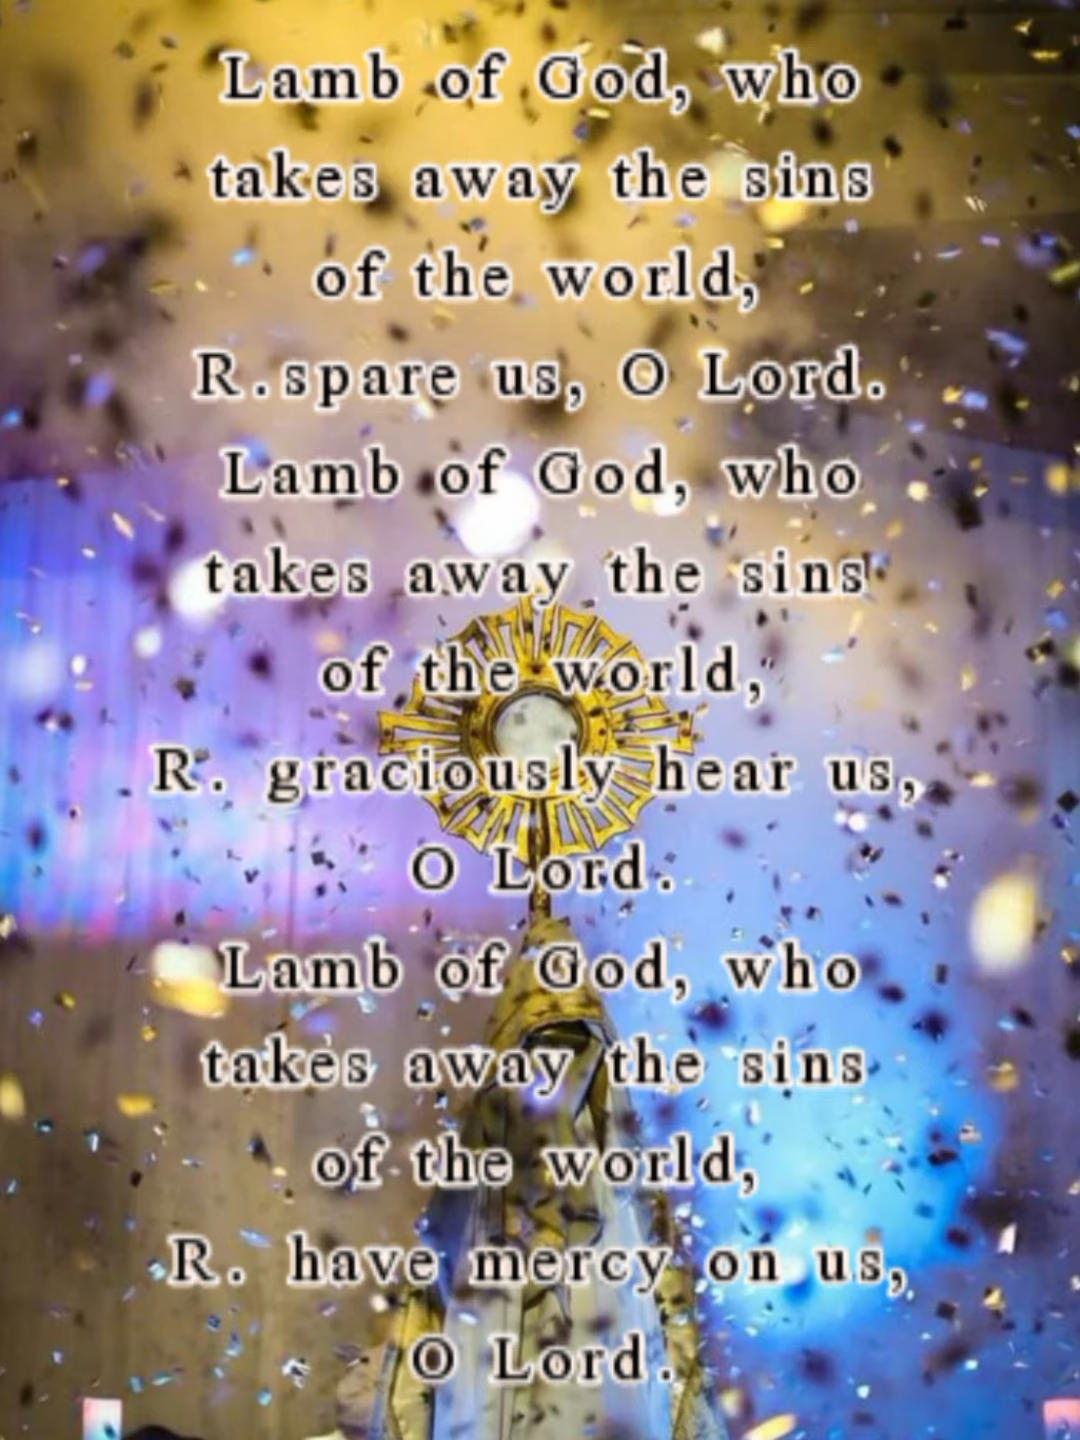 Lamb of God, who
takes away the sins
of the world,
R.spare us, O Lord.
Lamb of God, who
takes away the sins
of the world,
R. graciously hear us,
O Lord.
Lamb of God, who
takes away the sins
of the world,
R. have mercy on us,
O Lord.